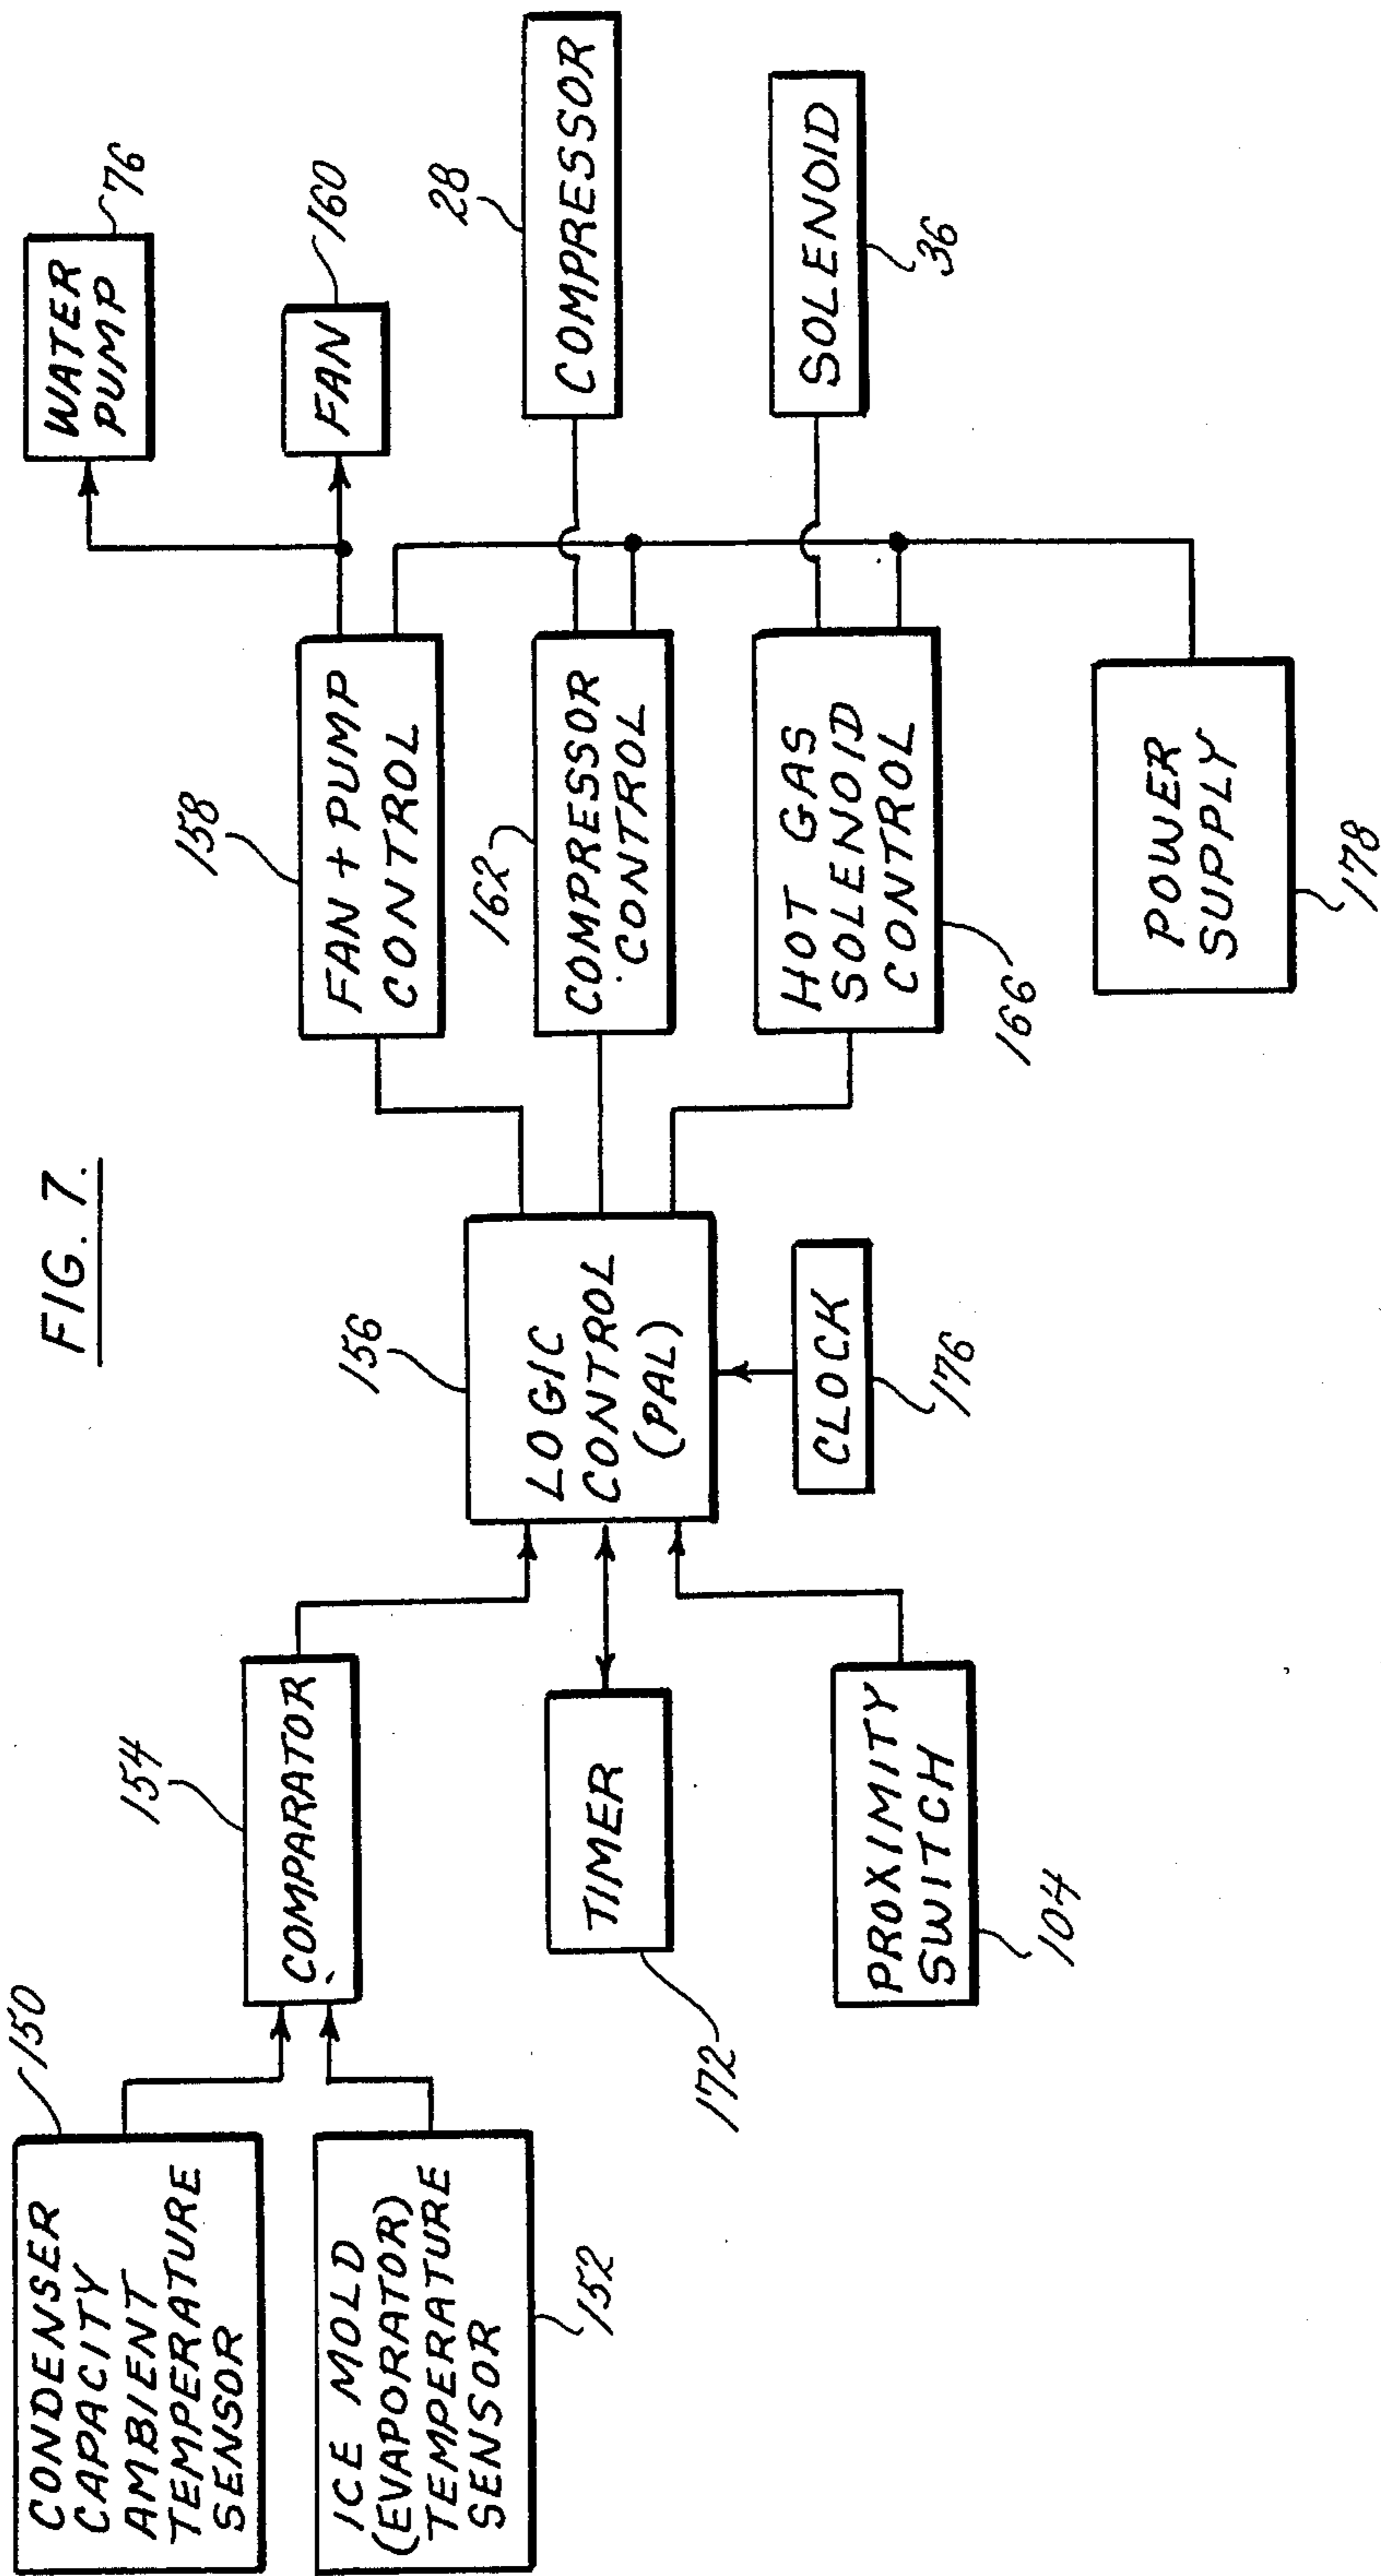 FIG. 7.
CONDENSER
CAPACITY
AMBIENT
TEMPERATURE
SENSOR
150
ICE MOLD
(EVAPORATOR)
TEMPERATURE
SENSOR
152
COMPARATOR
154
TIMER
172
PROXIMITY
SWITCH
104
LOGIC
CONTROL
(PAL)
156
CLOCK
176
FAN + PUMP
CONTROL
158
COMPRESSOR
CONTROL
162
HOT GAS
SOLENOID
CONTROL
166
POWER
SUPPLY
178
WATER
PUMP
76
FAN
160
COMPRESSOR
28
SOLENOID
36